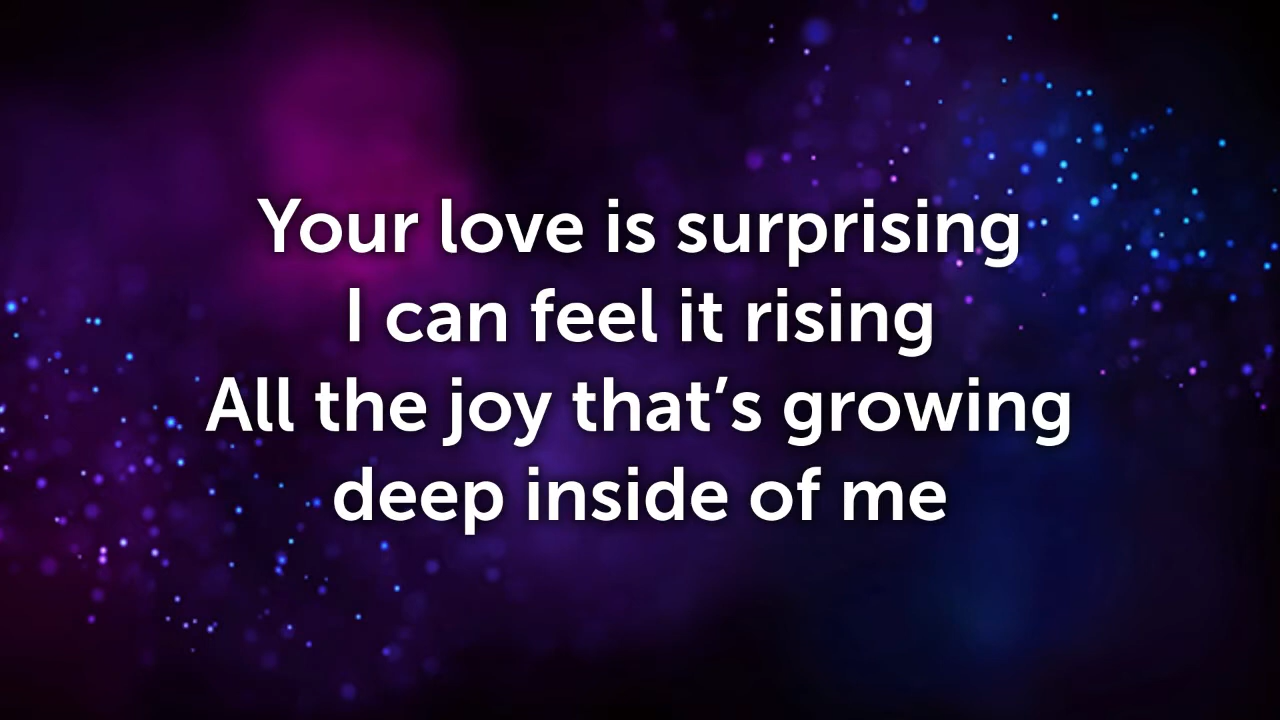 Your love is surprising
I can feel it rising
All the joy that’s growing
deep inside of me